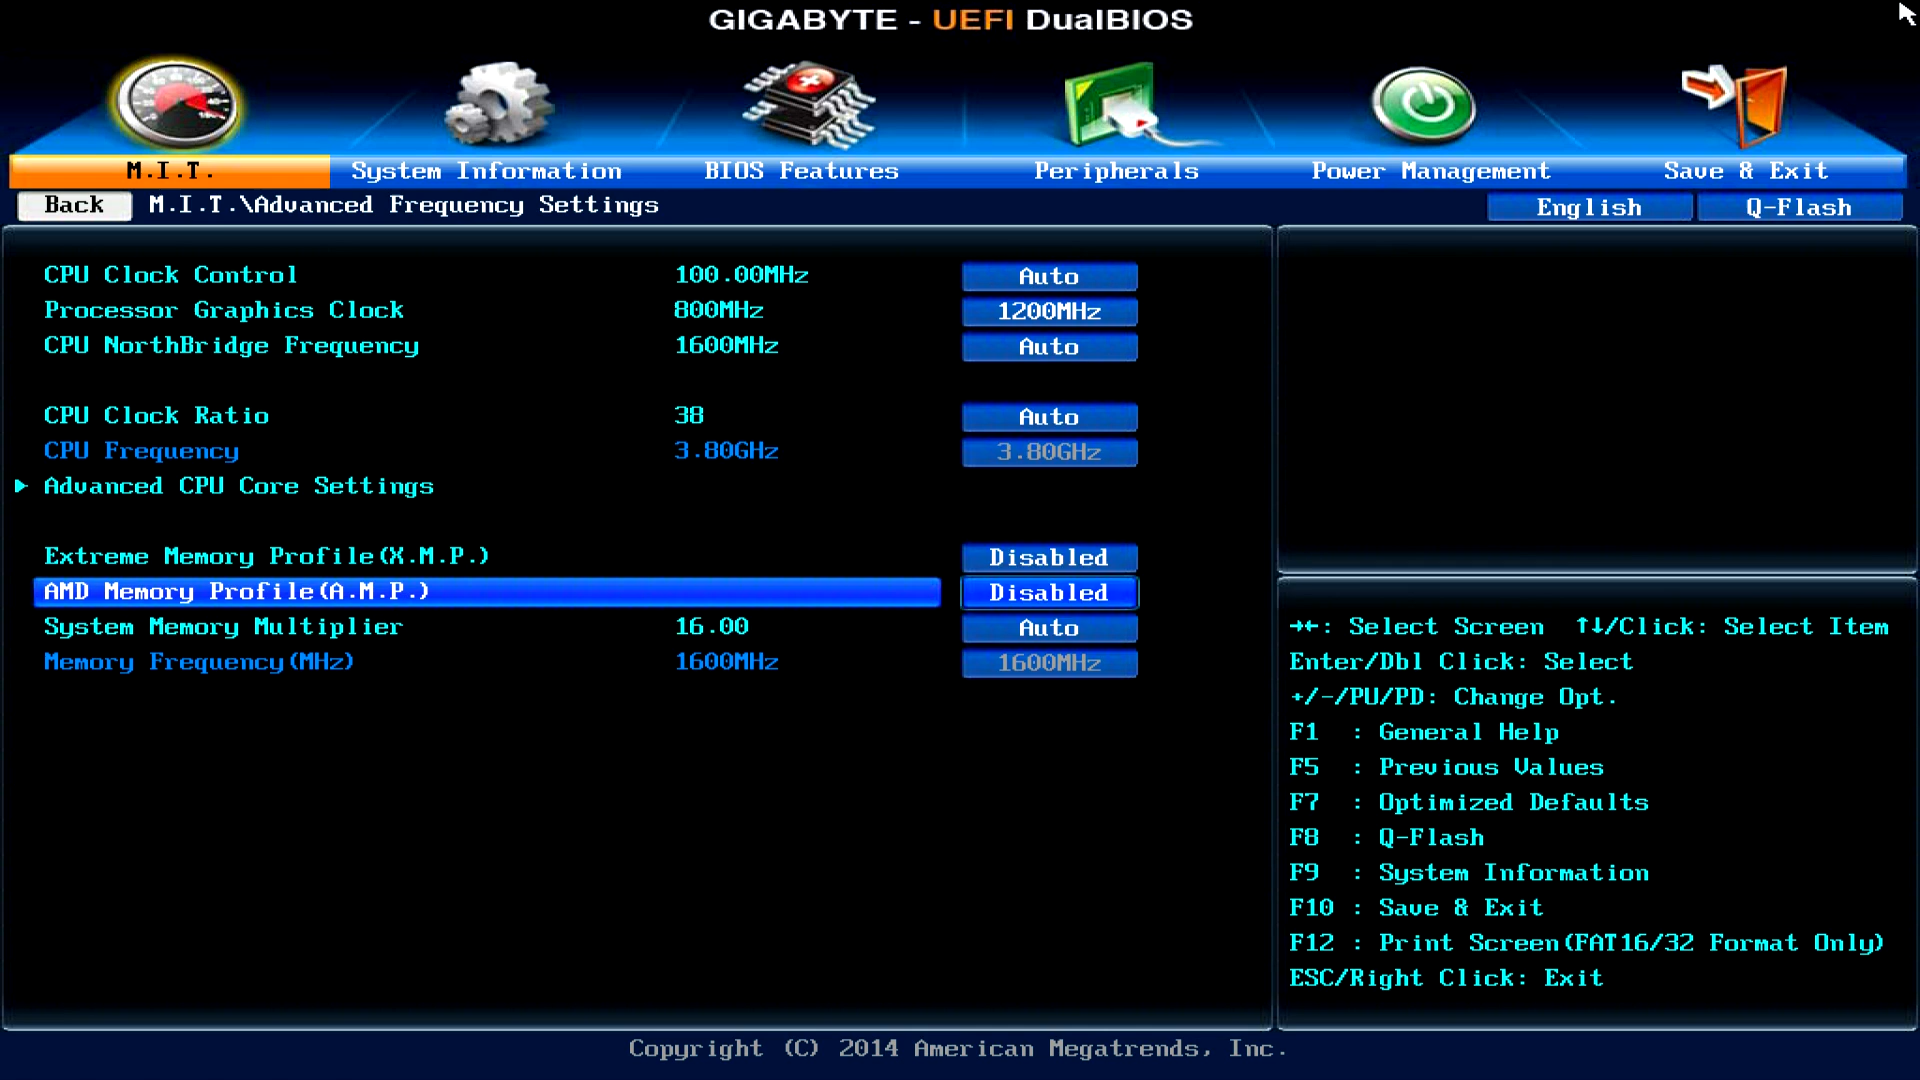 GIGABYTE - UEFI DualBIOS
M.I.T. System Information BIOS Features Peripherals Power Management Save & Exit
Back M.I.T.\Advanced Frequency Settings English Q-Flash
CPU Clock Control 100.00MHz Auto
Processor Graphics Clock 800MHz 1200MHz
CPU NorthBridge Frequency 1600MHz Auto
CPU Clock Ratio 38 Auto
CPU Frequency 3.80GHz 3.80GHz
Advanced CPU Core Settings
Extreme Memory Profile(X.M.P.) Disabled
AMD Memory Profile(A.M.P.) Disabled
System Memory Multiplier 16.00 Auto
Memory Frequency(MHz) 1600MHz 1600MHz
→←: Select Screen ↑↓/Click: Select Item
Enter/Dbl Click: Select
+/-/PU/PD: Change Opt.
F1 : General Help
F5 : Previous Values
F7 : Optimized Defaults
F8 : Q-Flash
F9 : System Information
F10 : Save & Exit
F12 : Print Screen(FAT16/32 Format Only)
ESC/Right Click: Exit
Copyright (C) 2014 American Megatrends, Inc.